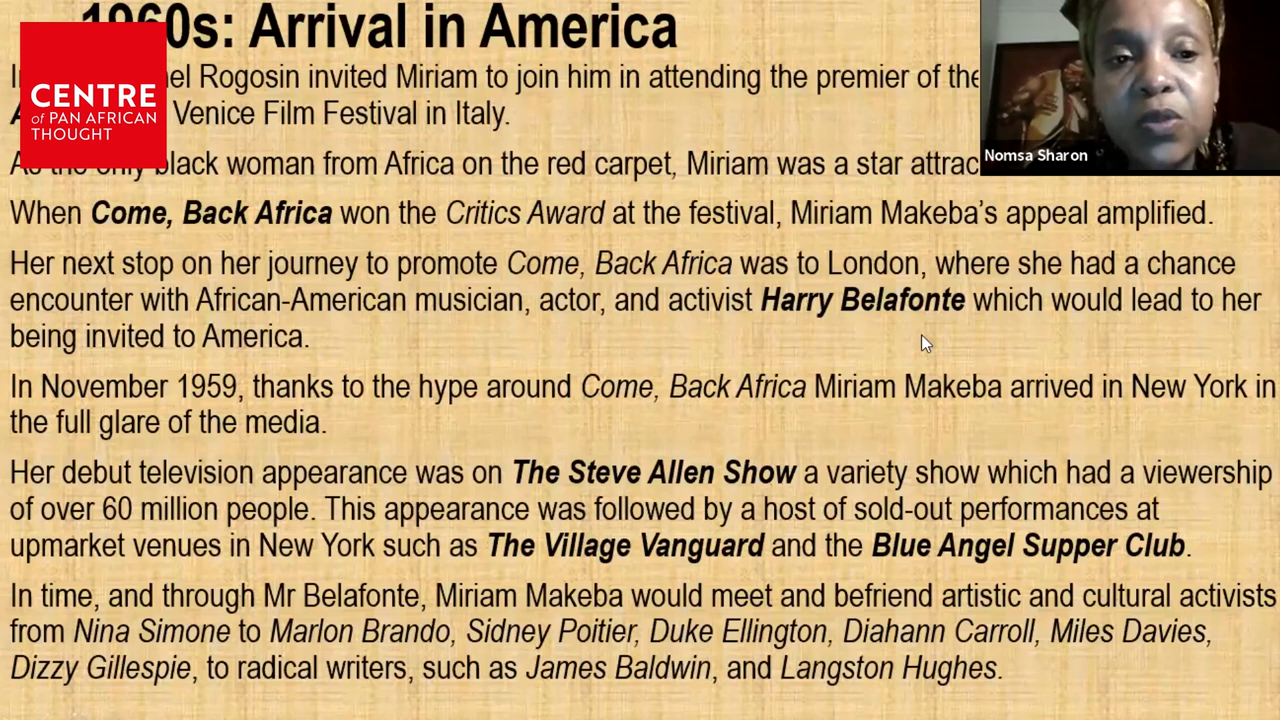 1960s: Arrival in America
CENTRE
of PAN AFRICAN
THOUGHT
Rogosin invited Miriam to join him in attending the premier of the
Venice Film Festival in Italy.
As the only black woman from Africa on the red carpet, Miriam was a star
Nomsa Sharon
When Come, Back Africa won the Critics Award at the festival, Miriam Makeba’s appeal amplified.
Her next stop on her journey to promote Come, Back Africa was to London, where she had a chance
encounter with African-American musician, actor, and activist Harry Belafonte which would lead to her
being invited to America.
In November 1959, thanks to the hype around Come, Back Africa Miriam Makeba arrived in New York in
the full glare of the media.
Her debut television appearance was on The Steve Allen Show a variety show which had a viewership
of over 60 million people. This appearance was followed by a host of sold-out performances at
upmarket venues in New York such as The Village Vanguard and the Blue Angel Supper Club.
In time, and through Mr Belafonte, Miriam Makeba would meet and befriend artistic and cultural activists
from Nina Simone to Marlon Brando, Sidney Poitier, Duke Ellington, Diahann Carroll, Miles Davies,
Dizzy Gillespie, to radical writers, such as James Baldwin, and Langston Hughes.